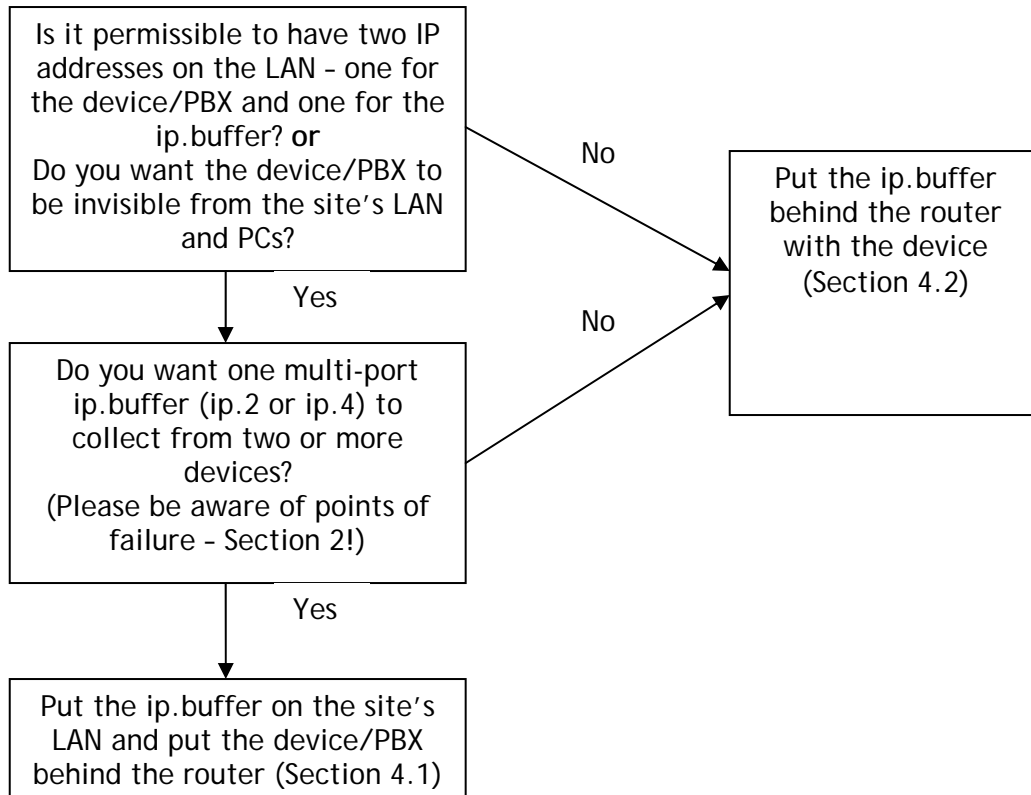 Is it permissible to have two IP
addresses on the LAN – one for
the device/PBX and one for the
ip.buffer? or
Do you want the device/PBX to
be invisible from the site’s LAN
and PCs?
No
Put the ip.buffer
behind the router
with the device
(Section 4.2)
Yes
No
Do you want one multi-port
ip.buffer (ip.2 or ip.4) to
collect from two or more
devices?
(Please be aware of points of
failure – Section 2!)
Yes
Put the ip.buffer on the site’s
LAN and put the device/PBX
behind the router (Section 4.1)